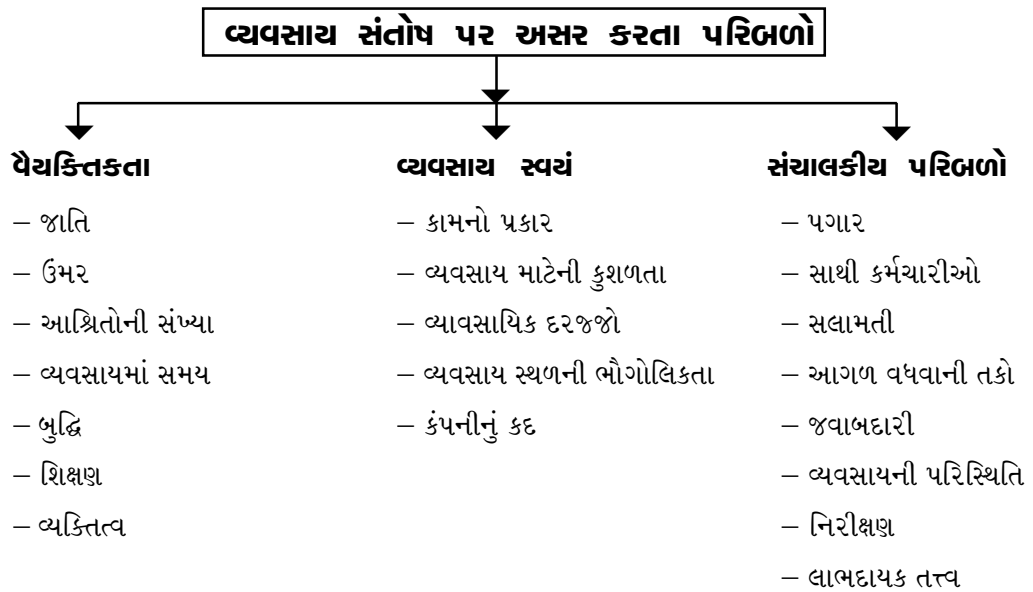 વ્યવસાય સંતોષ પર અસર કરતા પરિબળો
વૈયક્તિકતા
– જાતિ
– ઉંમર
– આશ્રિતોની સંખ્યા
– વ્યવસાયમાં સમય
– બુદ્ધિ
– શિક્ષણ
– વ્યક્તિત્વ
વ્યવસાય સ્વયં
– કામનો પ્રકાર
– વ્યવસાય માટેની કુશળતા
– વ્યાવસાયિક દરજજો
– વ્યવસાય સ્થળની ભૌગોલિકતા
– કંપનીનું કદ
સંચાલકીય પરિબળો
– પગાર
– સાથી કર્મચારીઓ
– સલામતી
– આગળ વધવાની તકો
– જવાબદારી
– વ્યવસાયની પરિસ્થિતિ
– નિરીક્ષણ
– લાભદાયક તત્ત્વ